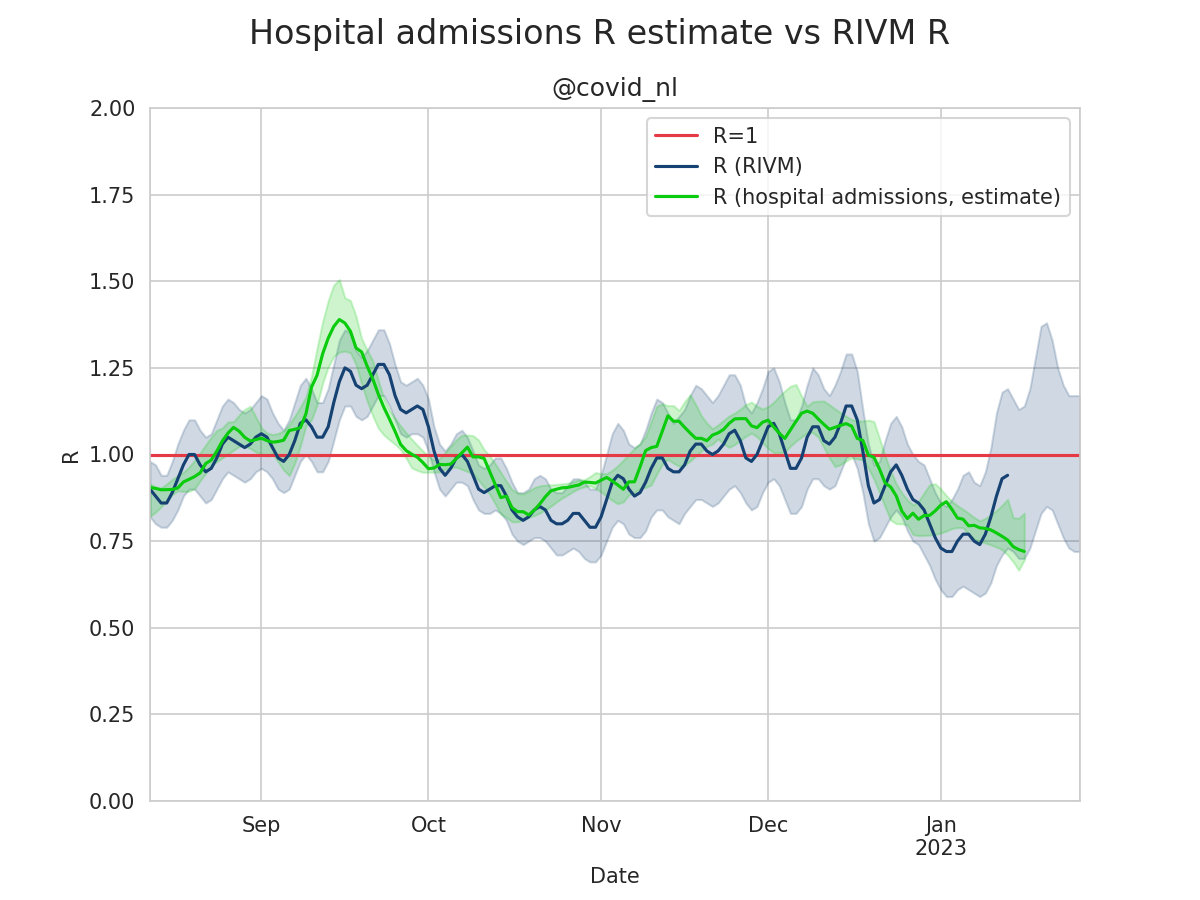 Hospital admissions R estimate vs RIVM R
@covid_nl
2.00
1.75
1.50
1.25
1.00
0.75
0.50
0.25
0.00
R
R=1
R (RIVM)
R (hospital admissions, estimate)
Sep
Oct
Nov
Dec
Jan
2023
Date